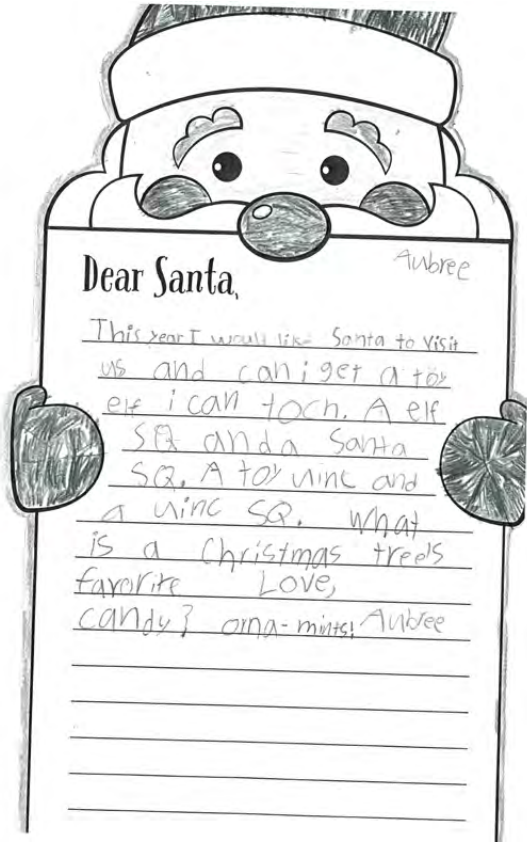 Aubree
Dear Santa,
This year I would like Santa to visit
us and can i get a toy
elf i can toch. A elf
SQ and a Santa
SQ. A toy uinc and
a uinc SQ. What
is a Christmas tree's
favorite Love,
candy? orna-mints! Aubree